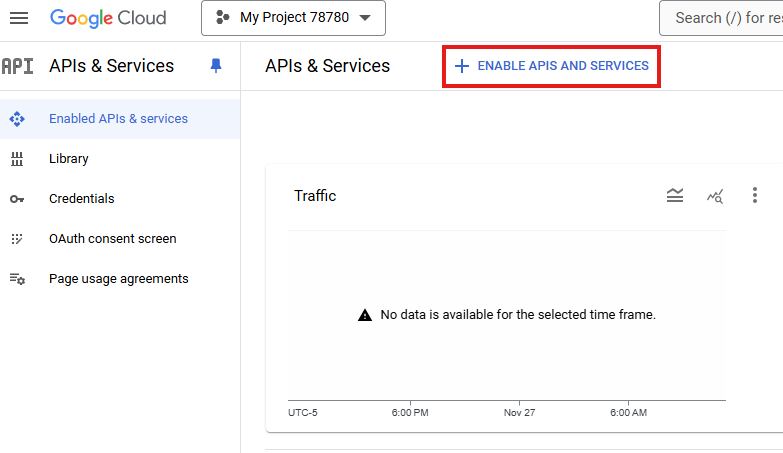 Google Cloud
My Project 78780
Search (/) for res
API
APIs & Services
APIs & Services
ENABLE APIS AND SERVICES
Enabled APIs & services
Library
Credentials
OAuth consent screen
Page usage agreements
Traffic
No data is available for the selected time frame.
UTC-5 6:00 PM Nov 27 6:00 AM